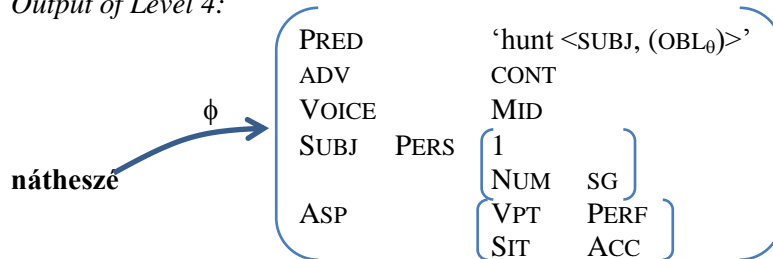 Output of Level 4:
PRED ‘hunt <SUBJ, (OBLθ)>’
ADV CONT
VOICE MID
ϕ
SUBJ PERS 1
nátheszé
NUM SG
ASP VPT PERF
SIT ACC